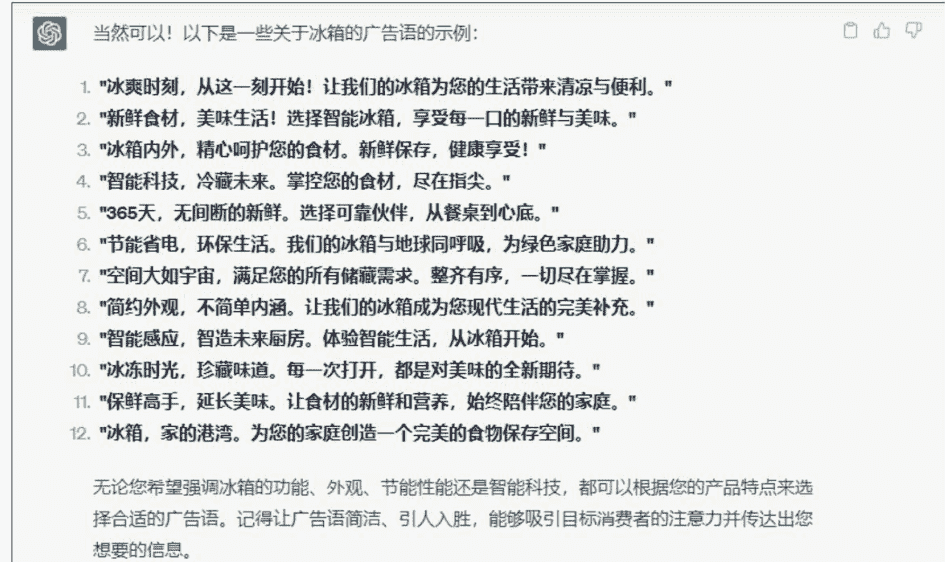 当然可以！以下是一些关于冰箱的广告语的示例：
1. "冰爽时刻，从这一刻开始！让我们的冰箱为您的生活带来清凉与便利。"
2. "新鲜食材，美味生活！选择智能冰箱，享受每一口的新鲜与美味。"
3. "冰箱内外，精心呵护您的食材。新鲜保存，健康享受！"
4. "智能科技，冷藏未来。掌控您的食材，尽在指尖。"
5. "365天，无间断的新鲜。选择可靠伙伴，从餐桌到心底。"
6. "节能省电，环保生活。我们的冰箱与地球同呼吸，为绿色家庭助力。"
7. "空间大如宇宙，满足您的所有储藏需求。整齐有序，一切尽在掌握。"
8. "简约外观，不简单内涵。让我们的冰箱成为您现代生活的完美补充。"
9. "智能感应，智造未来厨房。体验智能生活，从冰箱开始。"
10. "冰冻时光，珍藏味道。每一次打开，都是对美味的全新期待。"
11. "保鲜高手，延长美味。让食材的新鲜和营养，始终陪伴您的家庭。"
12. "冰箱，家的港湾。为您的家庭创造一个完美的食物保存空间。"
无论您希望强调冰箱的功能、外观、节能性能还是智能科技，都可以根据您的产品特点来选
择合适的广告语。记得让广告语简洁、引人入胜，能够吸引目标消费者的注意力并传达出您
想要的信息。